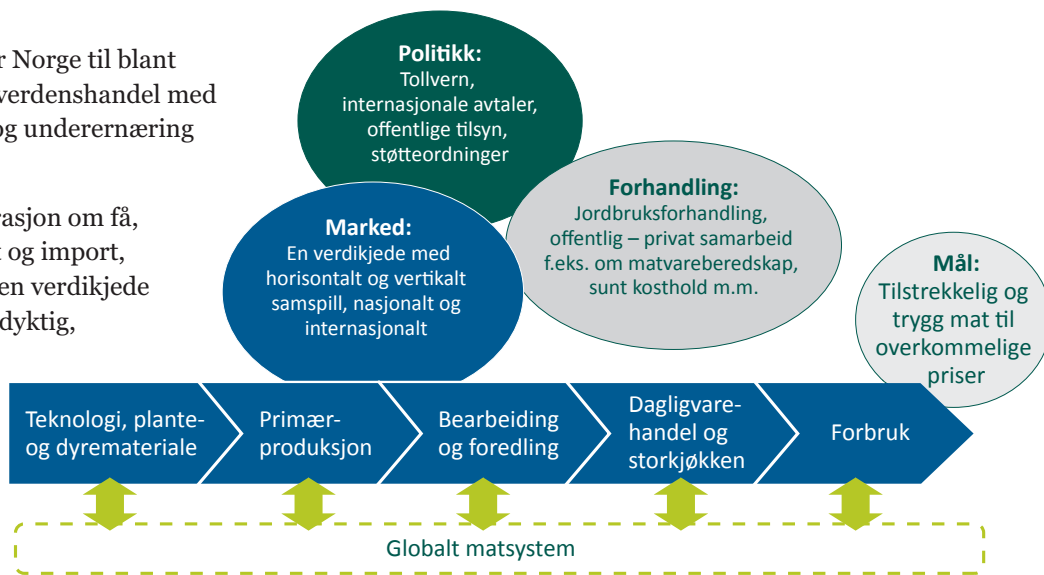 r Norge til blant
verdenshandel med
og underernæring
rasjon om få,
t og import,
en verdikjede
dyktig,
Politikk:
Tollvern,
internasjonale avtaler,
offentlige tilsyn,
støtteordninger
Marked:
En verdikjede med
horisontalt og vertikalt
samspill, nasjonalt og
internasjonalt
Forhandling:
Jordbruksforhandling,
offentlig – privat samarbeid
f.eks. om matvareberedskap,
sunt kosthold m.m.
Mål:
Tilstrekkelig og
trygg mat til
overkommelige
priser
Teknologi, plante-
og dyremateriale
Primær-
produksjon
Bearbeiding
og foredling
Dagligvare-
handel og
storkjøkken
Forbruk
Globalt matsystem